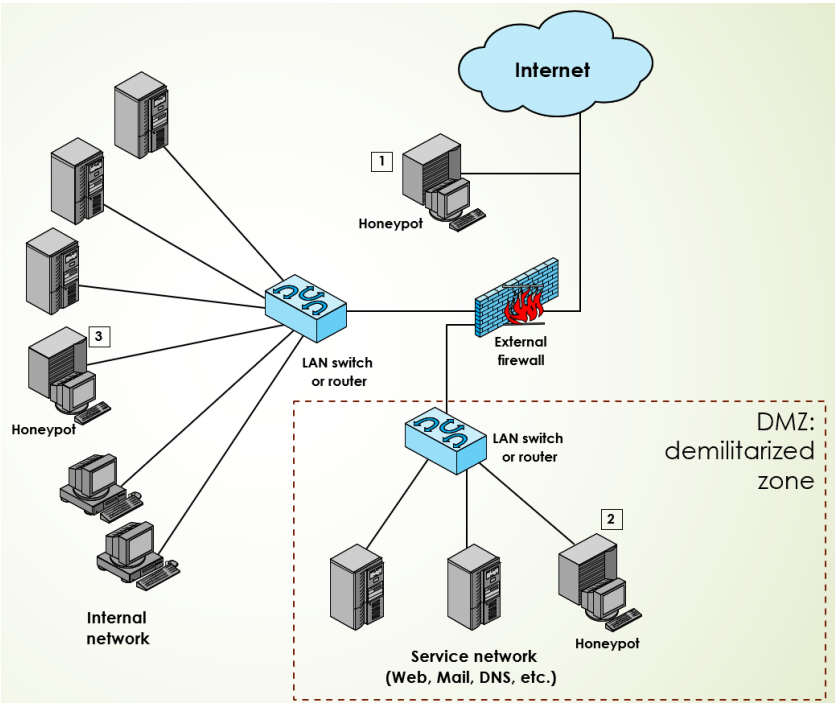 Internet
1
Honeypot
External
firewall
LAN switch
or router
3
Honeypot
Internal
network
DMZ:
demilitarized
zone
LAN switch
or router
2
Honeypot
Service network
(Web, Mail, DNS, etc.)